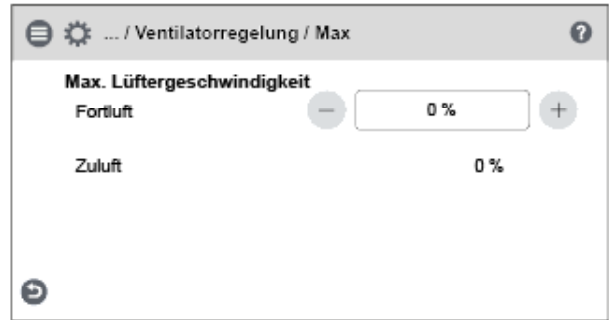 ... / Ventilatorregelung / Max ?
Max. Lüftergeschwindigkeit
Fortluft − 0 % +
Zuluft 0 %